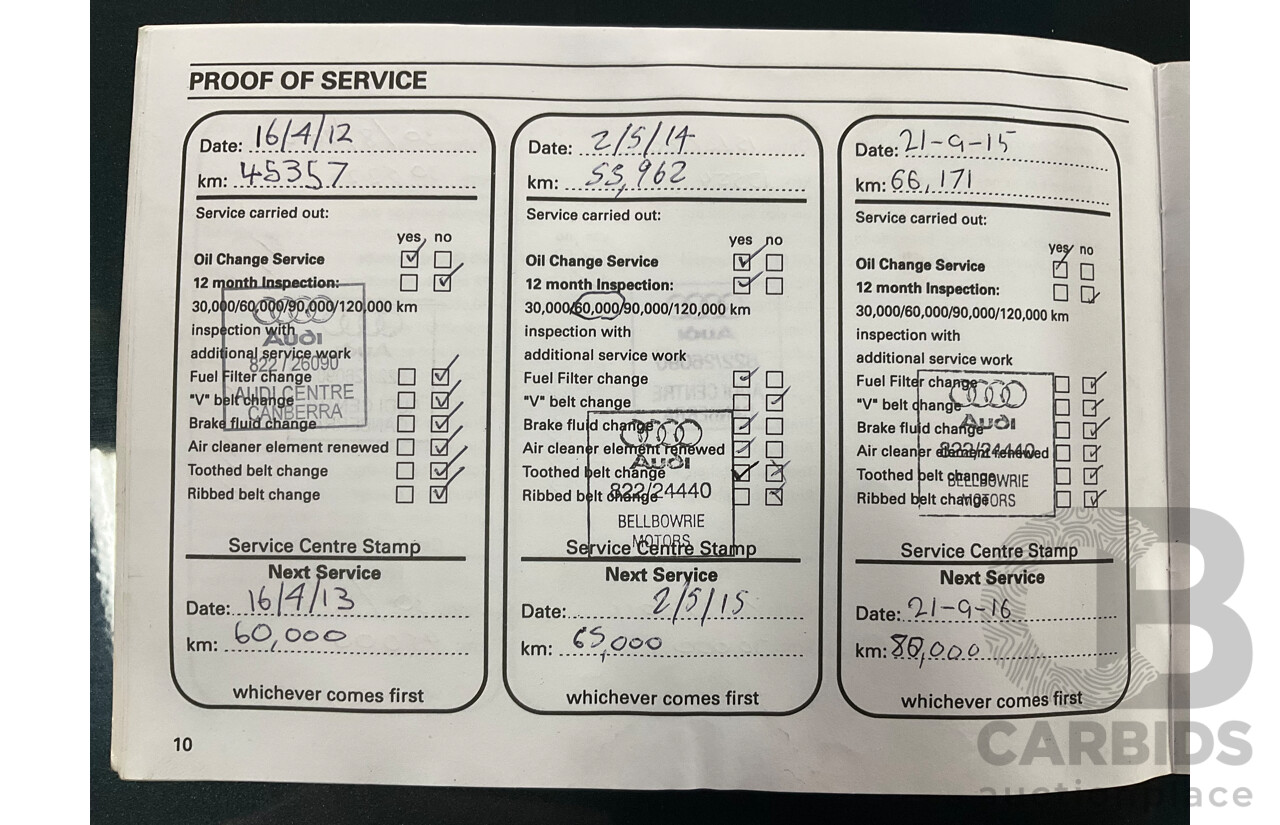 PROOF OF SERVICE
Date: 16/4/12
km: 45357
Service carried out:
yes no
Oil Change Service
12 month Inspection:
30,000/60,000/90,000/120,000 km
inspection with
additional service work
Fuel Filter change
"V" belt change
Brake fluid change
Air cleaner element renewed
Toothed belt change
Ribbed belt change
Audi
822/26090
AUDI CENTRE
CANBERRA
Service Centre Stamp
Next Service
Date: 16/4/13
km: 60,000
whichever comes first
Date: 2/5/14
km: 55,962
Service carried out:
yes no
Oil Change Service
12 month Inspection:
30,000/60,000/90,000/120,000 km
inspection with
additional service work
Fuel Filter change
"V" belt change
Brake fluid change
Air cleaner element renewed
Toothed belt change
Ribbed belt change
Audi
822/24440
BELLBOWRIE
MOTORS
Service Centre Stamp
Next Service
Date: 2/5/15
km: 65,000
whichever comes first
Date: 21-9-15
km: 66,171
Service carried out:
yes no
Oil Change Service
12 month Inspection:
30,000/60,000/90,000/120,000 km
inspection with
additional service work
Fuel Filter change
"V" belt change
Brake fluid change
Air cleaner element renewed
Toothed belt change
Ribbed belt change
Audi
822/24440
BELLBOWRIE
MOTORS
Service Centre Stamp
Next Service
Date: 21-9-16
km: 80,000
whichever comes first
10
CARBIDS
auctionplace